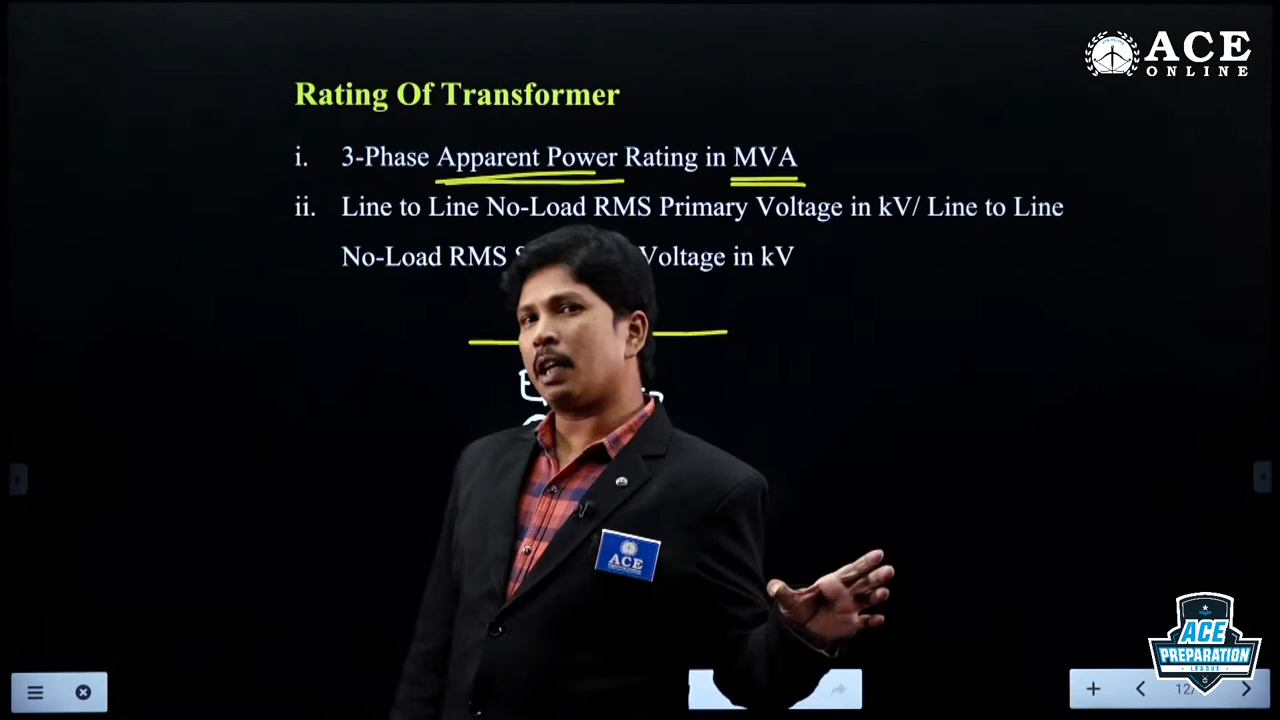 ACE
ONLINE
Rating Of Transformer
i. 3-Phase Apparent Power Rating in MVA
ii. Line to Line No-Load RMS Primary Voltage in kV/ Line to Line
No-Load RMS Voltage in kV
ACE
ACE
PREPARATION
LEAGUE
12/